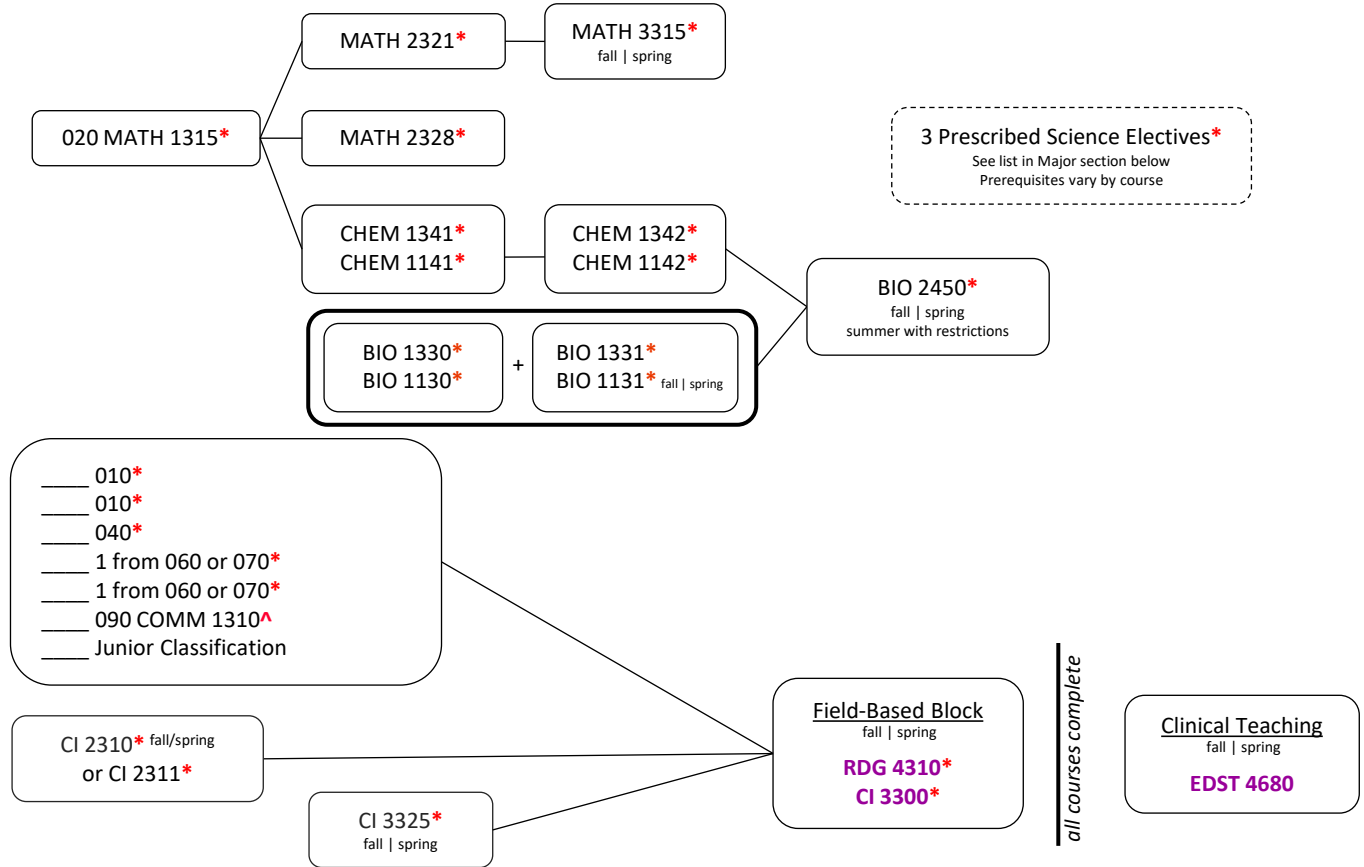 MATH 2321*
MATH 3315*
fall | spring
020 MATH 1315*
MATH 2328*
3 Prescribed Science Electives*
See list in Major section below
Prerequisites vary by course
CHEM 1341*
CHEM 1141*
CHEM 1342*
CHEM 1142*
BIO 2450*
fall | spring
summer with restrictions
BIO 1330*
BIO 1130*
+
BIO 1331*
BIO 1131* fall | spring
____ 010*
____ 010*
____ 040*
____ 1 from 060 or 070*
____ 1 from 060 or 070*
____ 090 COMM 1310^
____ Junior Classification
CI 2310* fall/spring
or CI 2311*
CI 3325*
fall | spring
Field-Based Block
fall | spring
RDG 4310*
CI 3300*
all courses complete
Clinical Teaching
fall | spring
EDST 4680